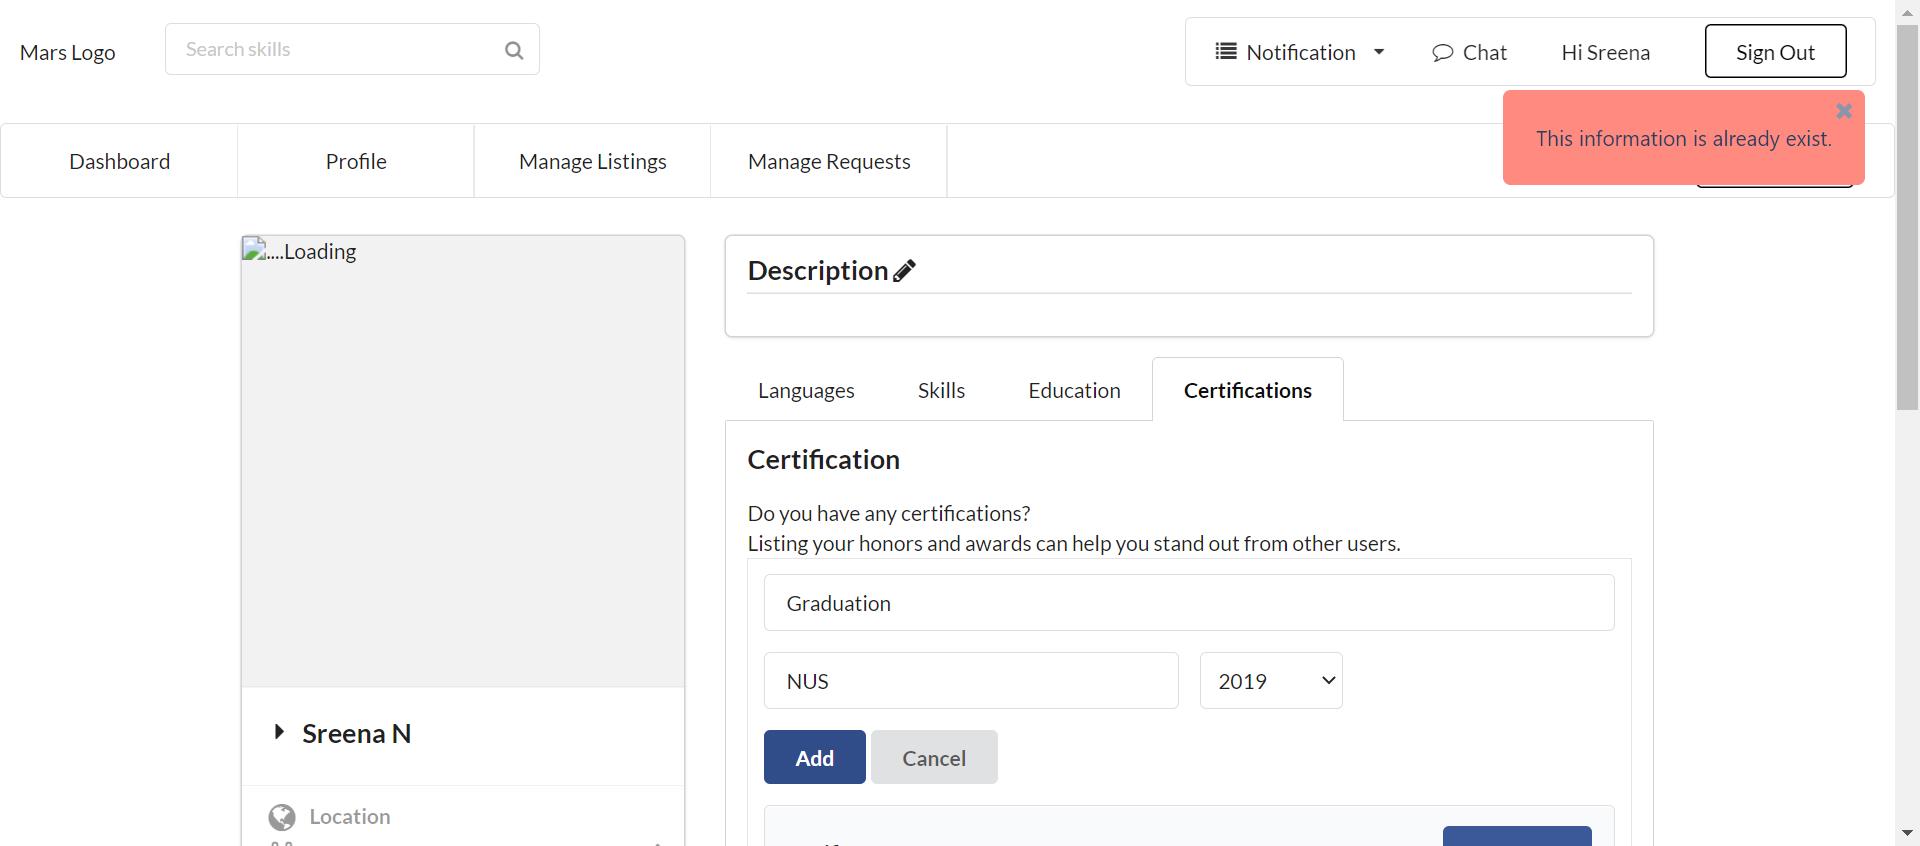 Mars Logo
Search skills
Notification
Chat
Hi Sreena
Sign Out
This information is already exist.
Dashboard
Profile
Manage Listings
Manage Requests
....Loading
Description
Languages
Skills
Education
Certifications
Certification
Do you have any certifications?
Listing your honors and awards can help you stand out from other users.
Graduation
NUS
2019
Add
Cancel
Sreena N
Location